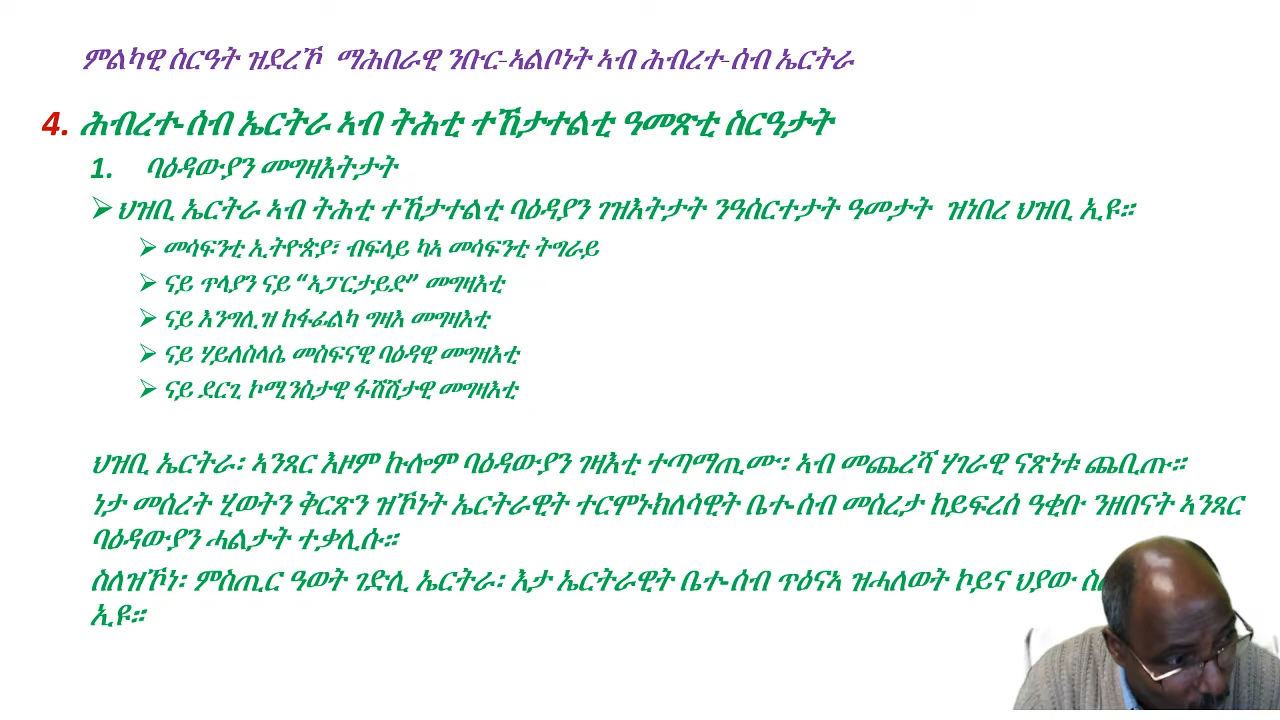 ምልካዊ ስርዓት ዝደረኾ ማሕበራዊ ንቡር-ኣልቦነት ኣብ ሕብረተ-ሰብ ኤርትራ
4. ሕብረተ-ሰብ ኤርትራ ኣብ ትሕቲ ተኸታተልቲ ዓመጽቲ ስርዓታት
1. ባዕዳውያን መግዛእትታት
ህዝቢ ኤርትራ ኣብ ትሕቲ ተኸታተልቲ ባዕዳያን ገዝእትታት ንዓሰርተታት ዓመታት ዝነበረ ህዝቢ ኢዩ።
መሳፍንቲ ኢትዮጵያ፣ ብፍላይ ካኣ መሳፍንቲ ትግራይ
ናይ ጥላያን ናይ “ኣፓርታይድ” መግዛእቲ
ናይ እንግሊዝ ከፋፊልካ ግዛእ መግዛእቲ
ናይ ሃይለስላሴ መስፍናዊ ባዕዳዊ መግዛእቲ
ናይ ደርጊ ኮሚንስታዊ ፋሽሽታዊ መግዛእቲ
ህዝቢ ኤርትራ፡ ኣንጻር እዞም ኩሎም ባዕዳውያን ገዛእቲ ተጣማጢሙ፡ ኣብ መጨረሻ ሃገራዊ ናጽነቱ ጨቢጡ።
ነታ መሰረት ሂወትን ቅርጽን ዝኾነት ኤርትራዊት ተርሞኑክለሳዊት ቤተ-ሰብ መሰረታ ከይፍረሰ ዓቂቡ ንዘበናት ኣንጻር
ባዕዳውያን ሓልታት ተቃሊሱ።
ስለዝኾነ፡ ምስጢር ዓወት ገድሊ ኤርትራ፡ እታ ኤርትራዊት ቤተ-ሰብ ጥዕናኣ ዝሓለወት ኮይና ህያው
ኢዩ።